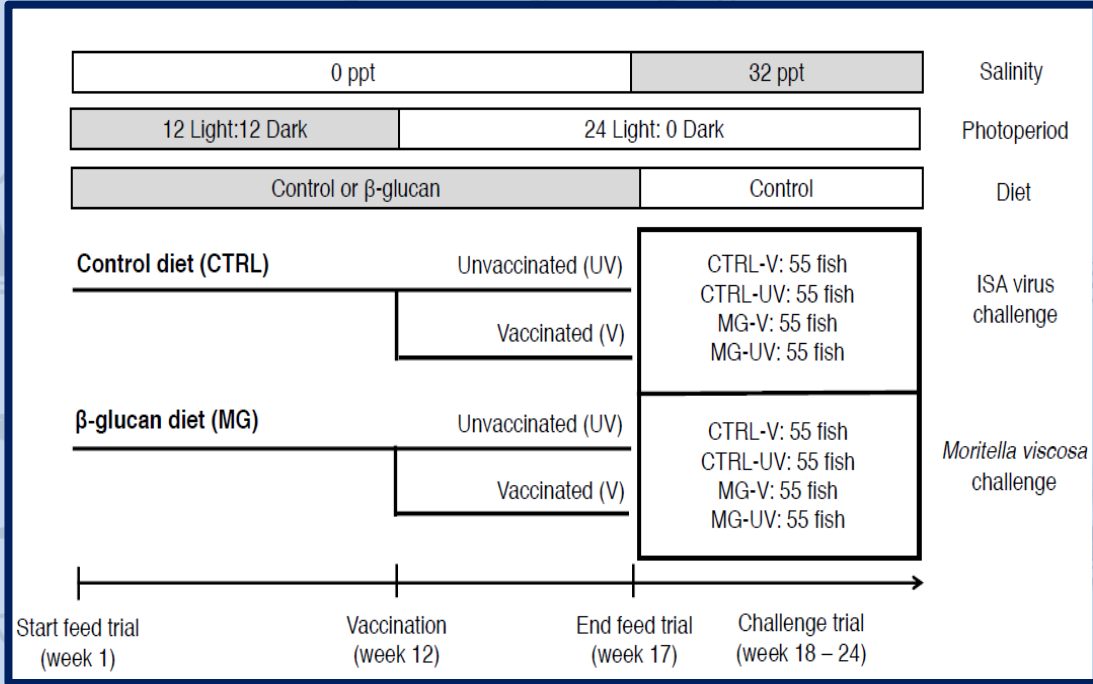 0 ppt
32 ppt
Salinity
12 Light:12 Dark
24 Light: 0 Dark
Photoperiod
Control or β-glucan
Control
Diet
Control diet (CTRL)
Unvaccinated (UV)
Vaccinated (V)
CTRL-V: 55 fish
CTRL-UV: 55 fish
MG-V: 55 fish
MG-UV: 55 fish
ISA virus
challenge
β-glucan diet (MG)
Unvaccinated (UV)
Vaccinated (V)
CTRL-V: 55 fish
CTRL-UV: 55 fish
MG-V: 55 fish
MG-UV: 55 fish
Moritella viscosa
challenge
Start feed trial
(week 1)
Vaccination
(week 12)
End feed trial
(week 17)
Challenge trial
(week 18 – 24)